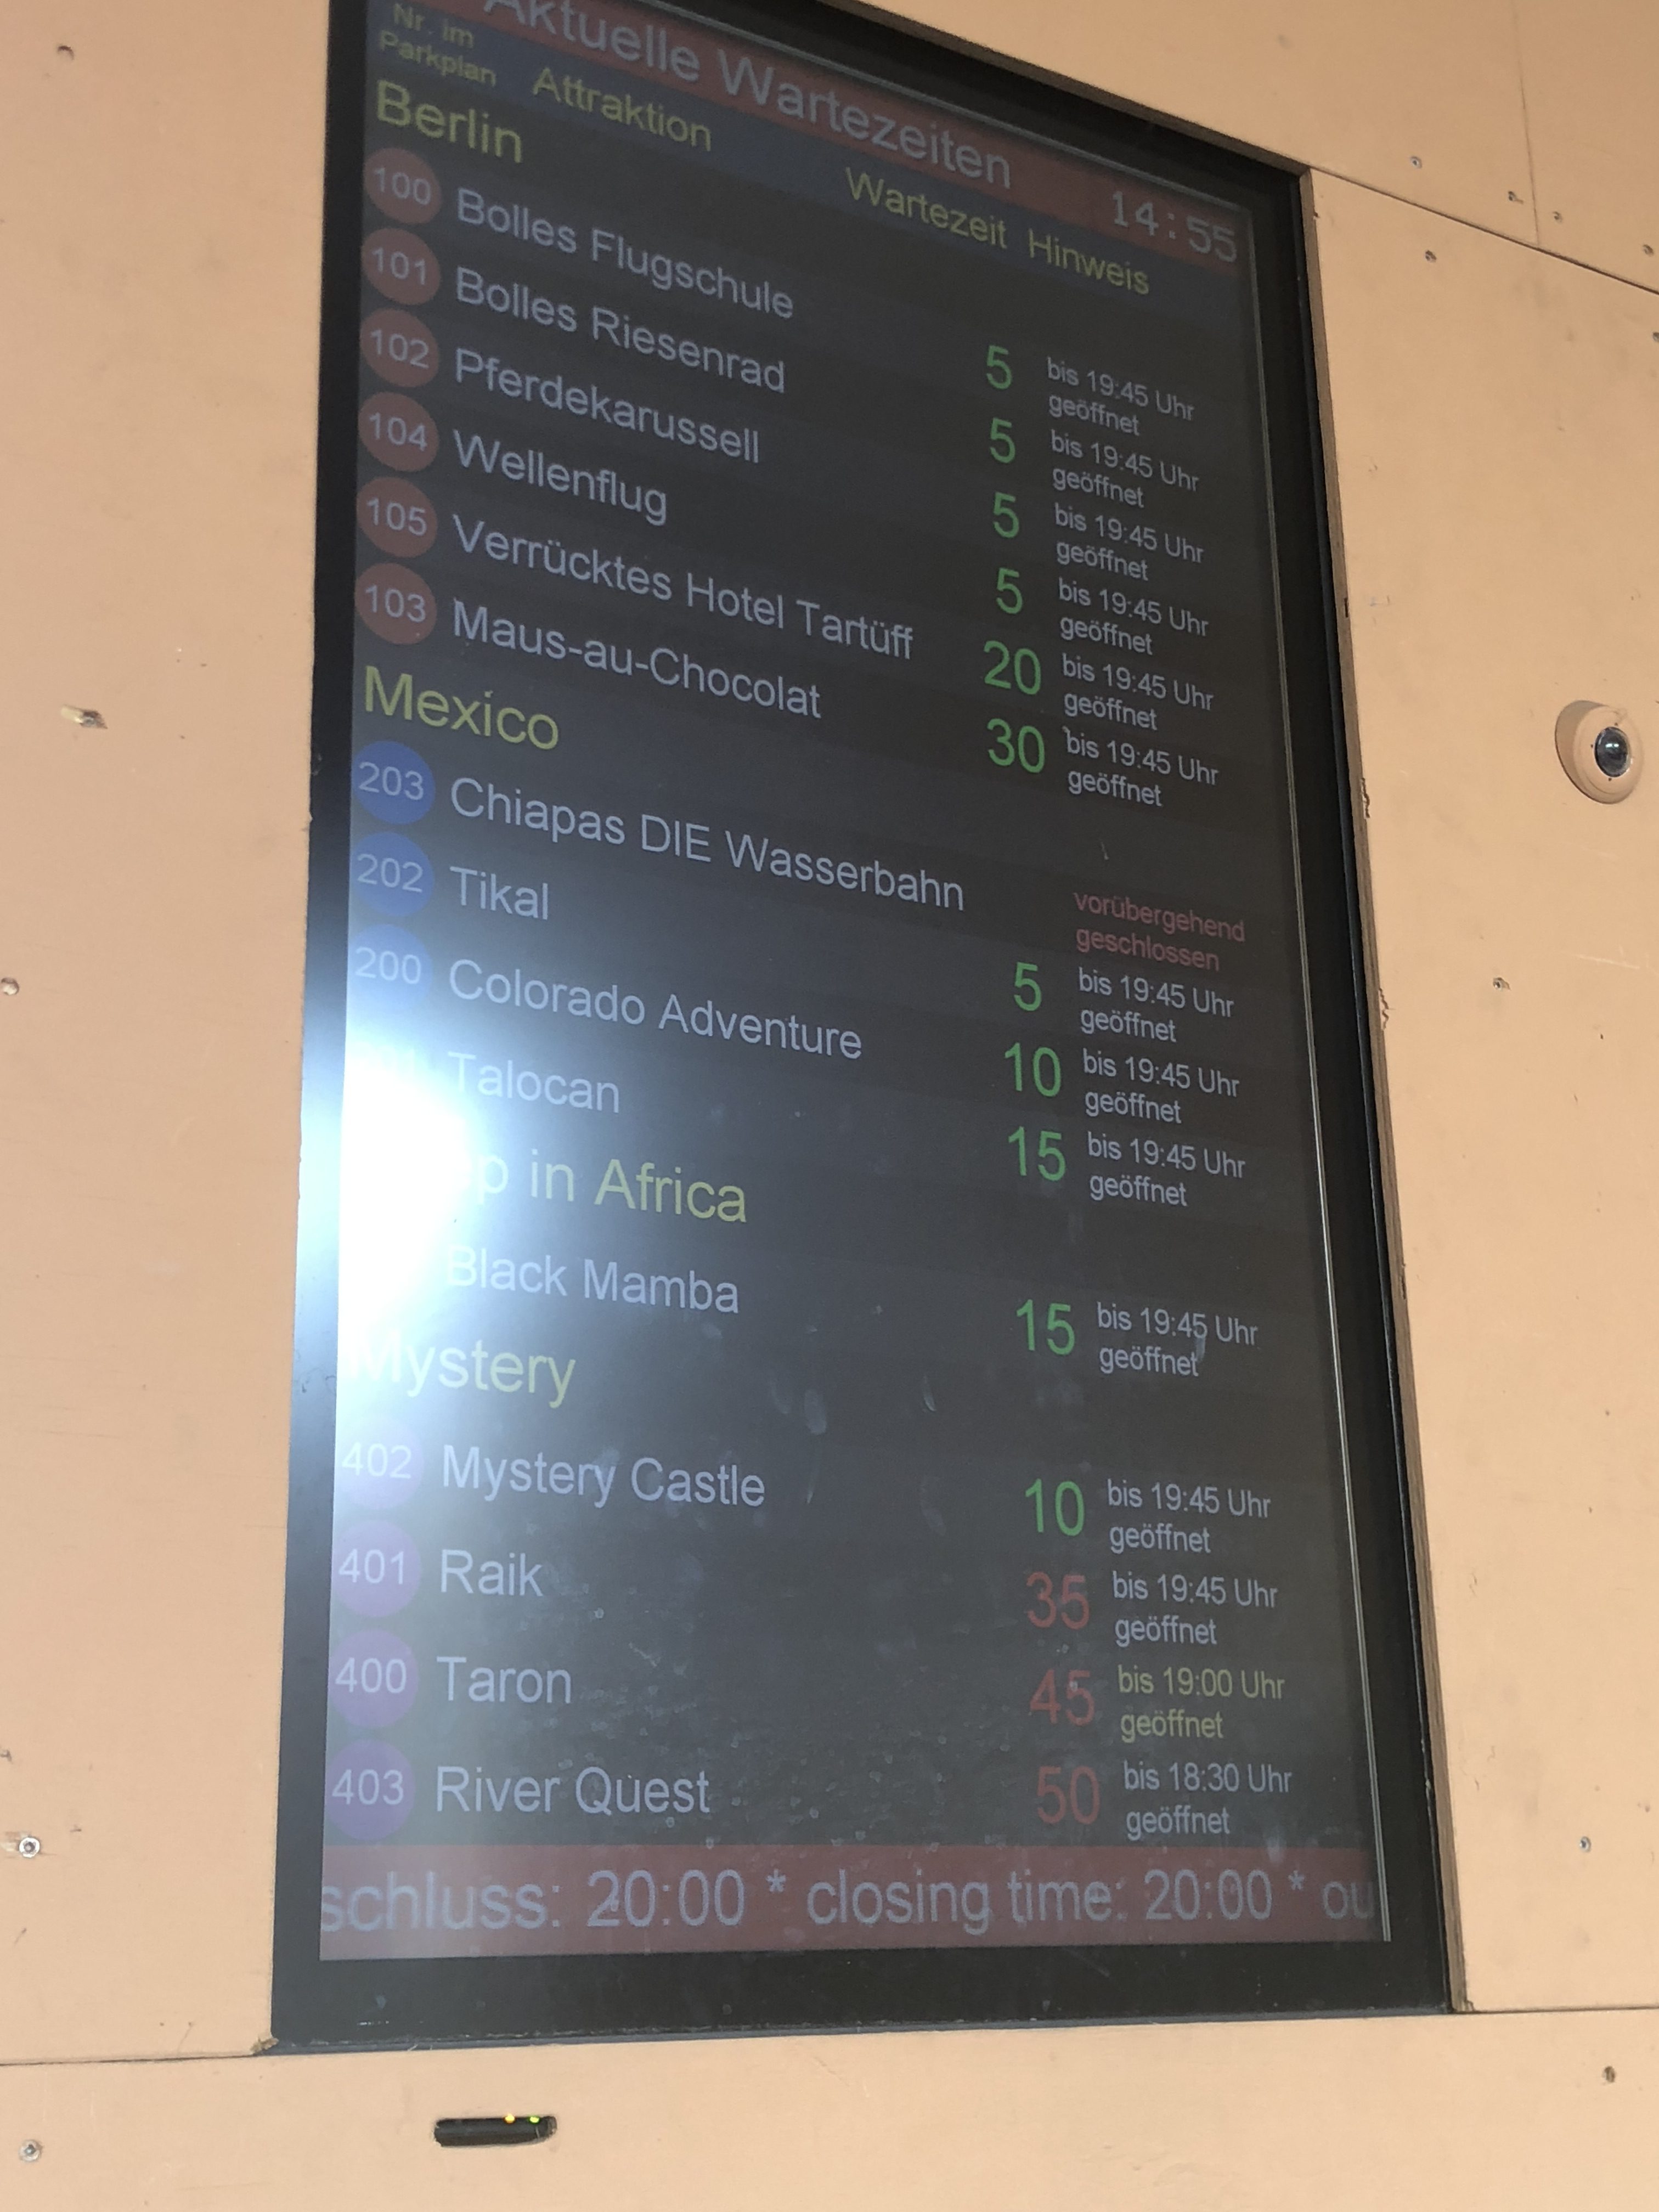 Aktuelle Wartezeiten 14:55
Nr. im
Parkplan Attraktion Wartezeit Hinweis
Berlin
100 Bolles Flugschule 5 bis 19:45 Uhr
geöffnet
101 Bolles Riesenrad 5 bis 19:45 Uhr
geöffnet
102 Pferdekarussell 5 bis 19:45 Uhr
geöffnet
104 Wellenflug 5 bis 19:45 Uhr
geöffnet
105 Verrücktes Hotel Tartüff 20 bis 19:45 Uhr
geöffnet
103 Maus-au-Chocolat 30 bis 19:45 Uhr
geöffnet
Mexico
203 Chiapas DIE Wasserbahn vorübergehend
geschlossen
202 Tikal 5 bis 19:45 Uhr
geöffnet
200 Colorado Adventure 10 bis 19:45 Uhr
geöffnet
Talocan 15 bis 19:45 Uhr
geöffnet
in Africa
Black Mamba 15 bis 19:45 Uhr
geöffnet
Mystery
402 Mystery Castle 10 bis 19:45 Uhr
geöffnet
401 Raik 35 bis 19:45 Uhr
geöffnet
400 Taron 45 bis 19:00 Uhr
geöffnet
403 River Quest 50 bis 18:30 Uhr
geöffnet
schluss: 20:00 * closing time: 20:00 * ou